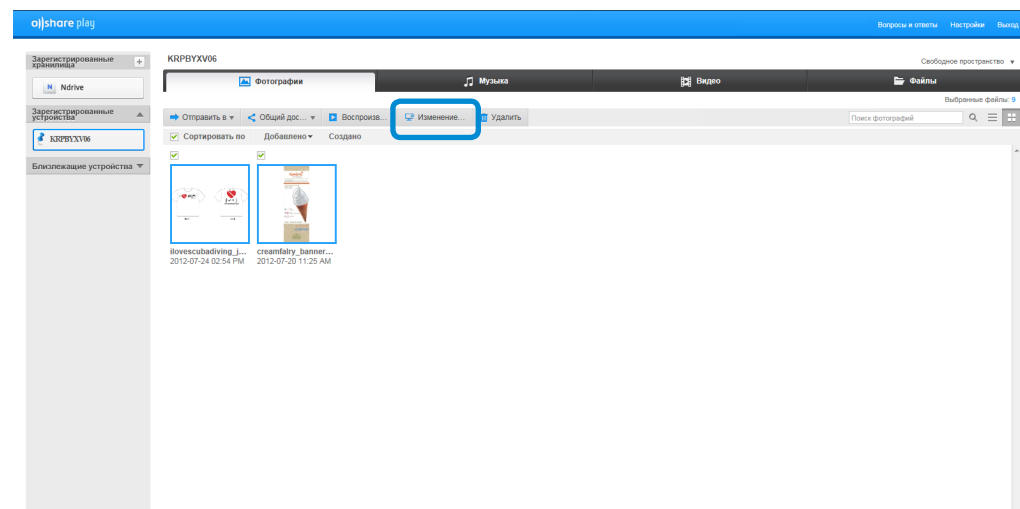 allshare play
Вопросы и ответы Настройки Выход
Зарегистрированные
хранилища
KRPBYXV06
Свободное пространство
N Ndrive
Фотографии
Музыка
Видео
Файлы
Выбранные файлы: 9
Зарегистрированные
устройства
Отправить в
Общий дос...
Воспроизв...
Изменение...
Удалить
Поиск фотографий
KRPBYXV06
Сортировать по Добавлено Создано
Близлежащие устройства
ilovescubadiving_j...
2012-07-24 02:54 PM
creamfalry_banner...
2012-07-20 11:25 AM